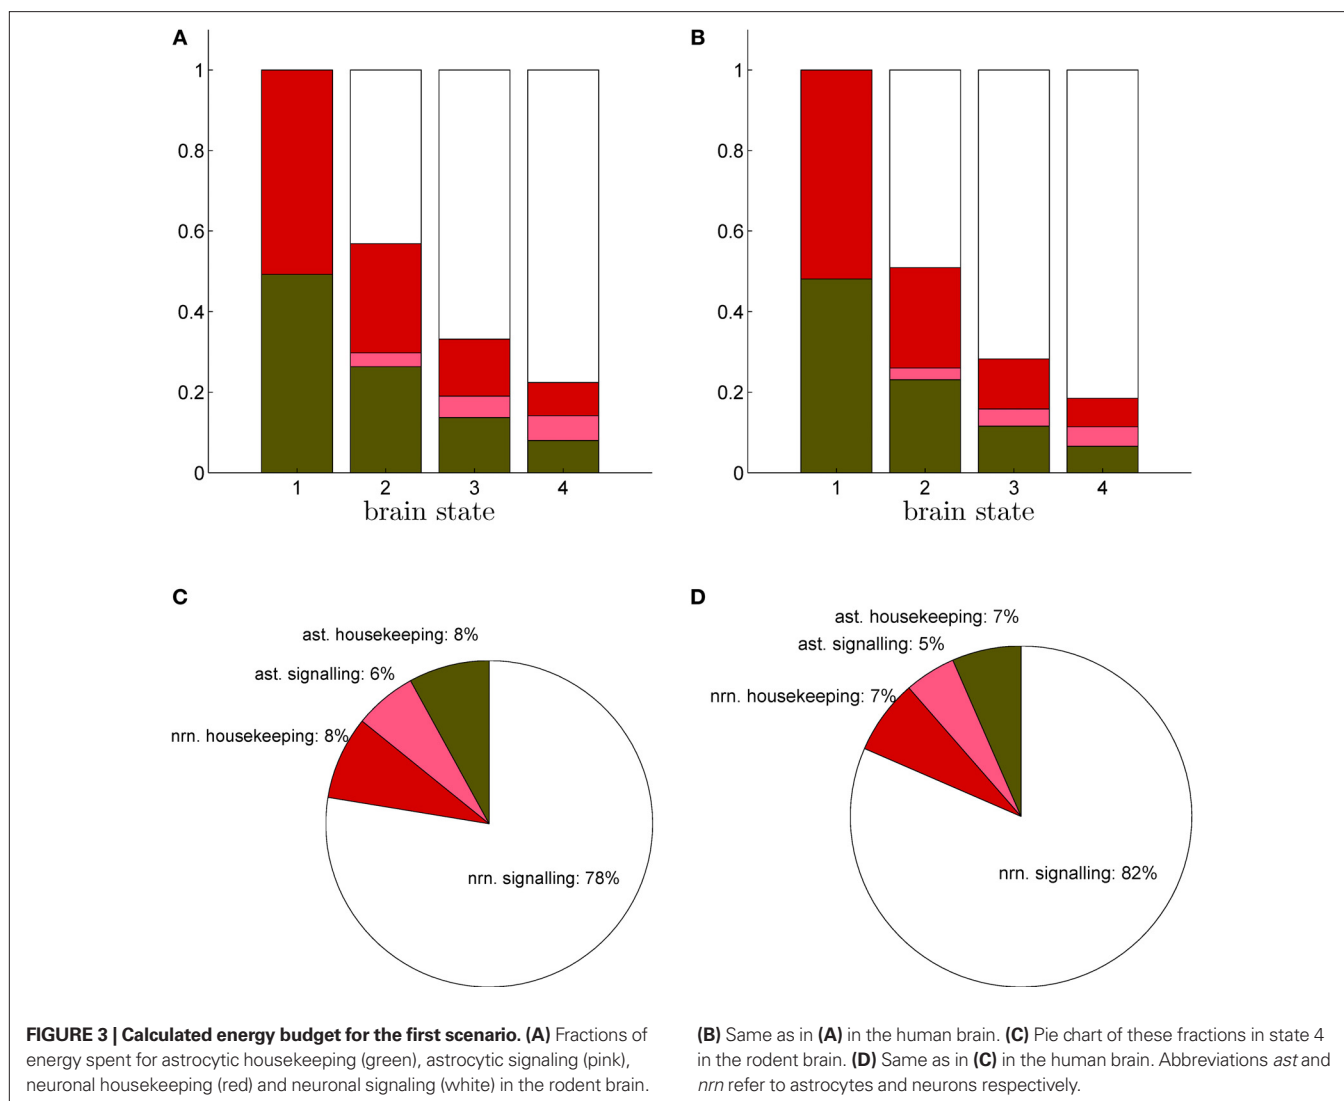 A
1
0.8
0.6
0.4
0.2
0
1 2 3 4
brain state
B
1
0.8
0.6
0.4
0.2
0
1 2 3 4
brain state
C
ast. housekeeping: 8%
ast. signalling: 6%
nrn. housekeeping: 8%
nrn. signalling: 78%
D
ast. housekeeping: 7%
ast. signalling: 5%
nrn. housekeeping: 7%
nrn. signalling: 82%
FIGURE 3 | Calculated energy budget for the first scenario. (A) Fractions of
energy spent for astrocytic housekeeping (green), astrocytic signaling (pink),
neuronal housekeeping (red) and neuronal signaling (white) in the rodent brain.
(B) Same as in (A) in the human brain. (C) Pie chart of these fractions in state 4
in the rodent brain. (D) Same as in (C) in the human brain. Abbreviations ast and
nrn refer to astrocytes and neurons respectively.